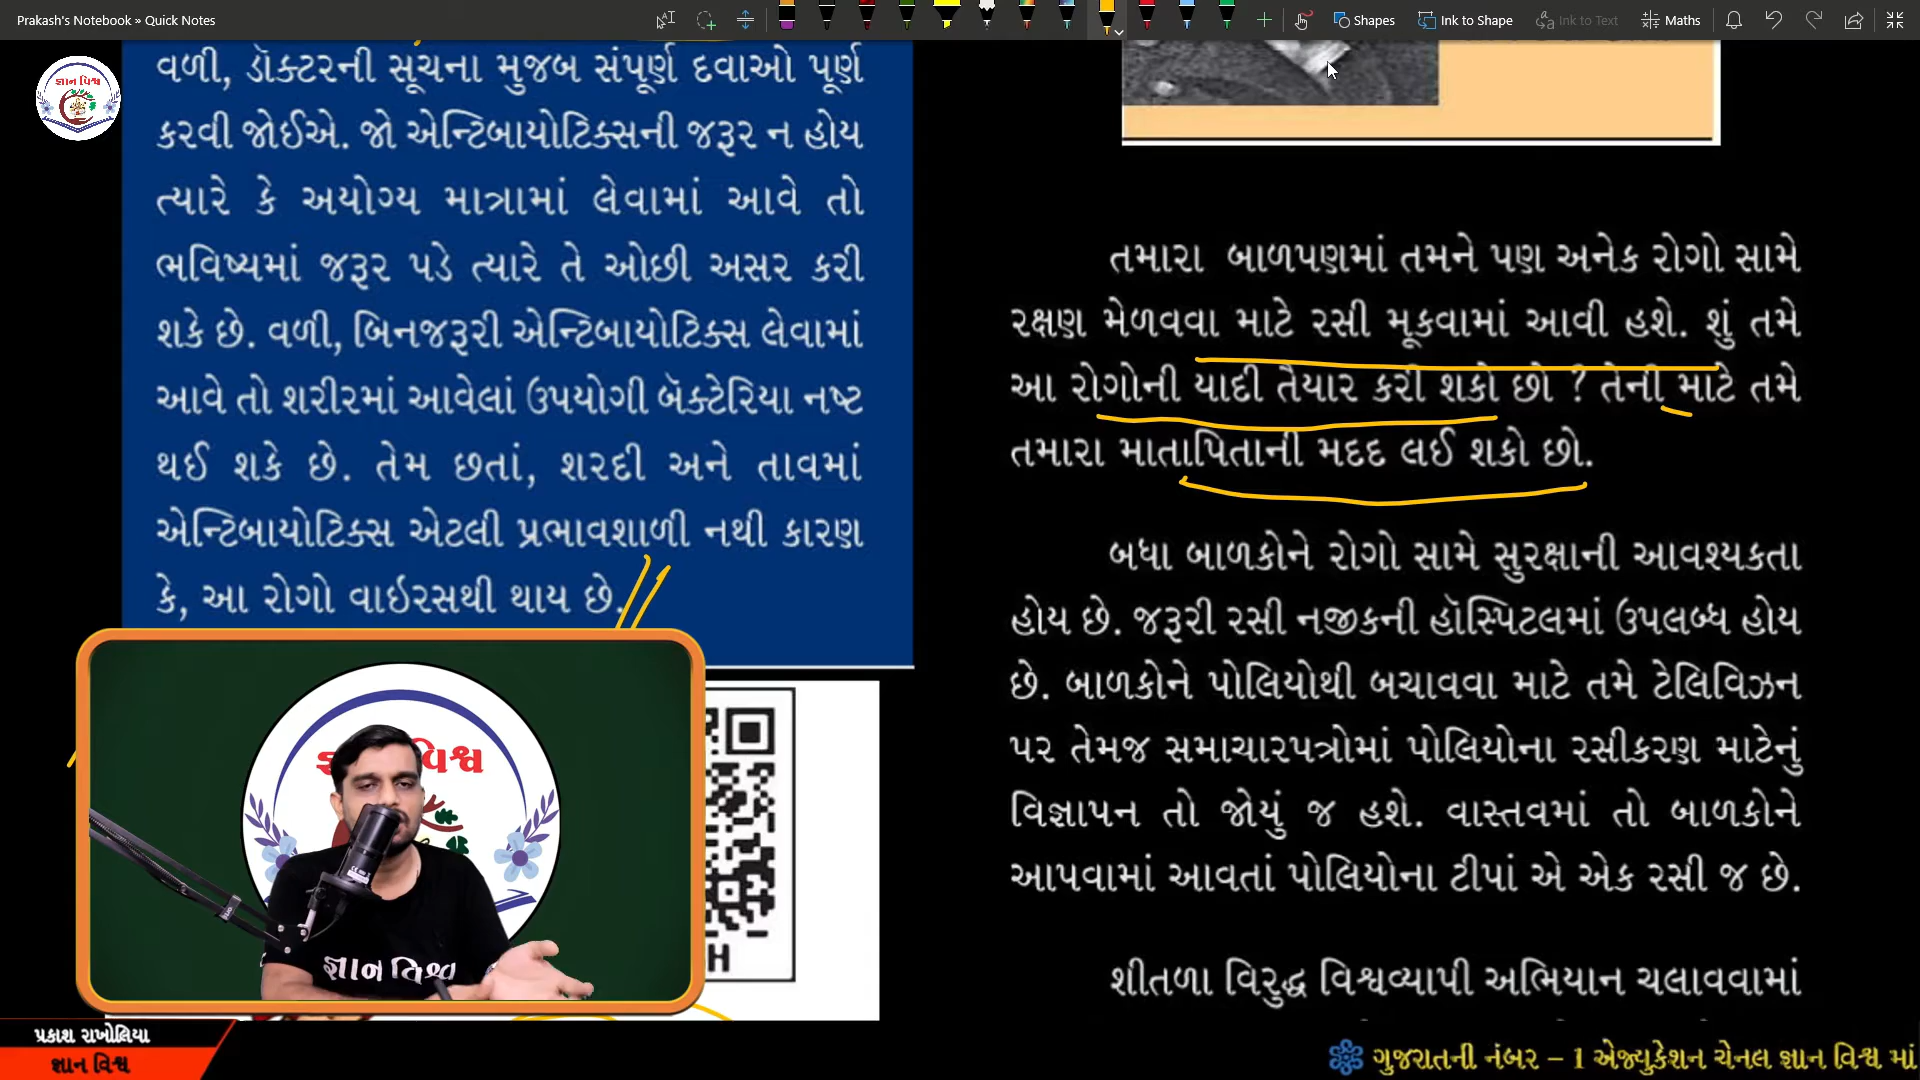 Prakash's Notebook » Quick Notes
Shapes
Ink to Shape
Ink to Text
Maths
જ્ઞાન વિશ્વ
વળી, ડૉક્ટરની સૂચના મુજબ સંપૂર્ણ દવાઓ પૂર્ણ
કરવી જોઈએ. જો એન્ટિબાયોટિક્સની જરૂર ન હોય
ત્યારે કે અયોગ્ય માત્રામાં લેવામાં આવે તો
ભવિષ્યમાં જરૂર પડે ત્યારે તે ઓછી અસર કરી
શકે છે. વળી, બિનજરૂરી એન્ટિબાયોટિક્સ લેવામાં
આવે તો શરીરમાં આવેલાં ઉપયોગી બૅક્ટેરિયા નષ્ટ
થઈ શકે છે. તેમ છતાં, શરદી અને તાવમાં
એન્ટિબાયોટિક્સ એટલી પ્રભાવશાળી નથી કારણ
કે, આ રોગો વાઇરસથી થાય છે.
તમારા બાળપણમાં તમને પણ અનેક રોગો સામે
રક્ષણ મેળવવા માટે રસી મૂકવામાં આવી હશે. શું તમે
આ રોગોની યાદી તૈયાર કરી શકો છો ? તેની માટે તમે
તમારા માતાપિતાની મદદ લઈ શકો છો.
બધા બાળકોને રોગો સામે સુરક્ષાની આવશ્યકતા
હોય છે. જરૂરી રસી નજીકની હૉસ્પિટલમાં ઉપલબ્ધ હોય
છે. બાળકોને પોલિયોથી બચાવવા માટે તમે ટેલિવિઝન
પર તેમજ સમાચારપત્રોમાં પોલિયોના રસીકરણ માટેનું
વિજ્ઞાપન તો જોયું જ હશે. વાસ્તવમાં તો બાળકોને
આપવામાં આવતાં પોલિયોના ટીપાં એ એક રસી જ છે.
શીતળા વિરુદ્ધ વિશ્વવ્યાપી અભિયાન ચલાવવામાં
વિશ્વ
જ્ઞાન વિશ્વ
H
પ્રકાશ રાખોલિયા
જ્ઞાન વિશ્વ
ગુજરાતની નંબર – 1 એજ્યુકેશન ચેનલ જ્ઞાન વિશ્વ માં